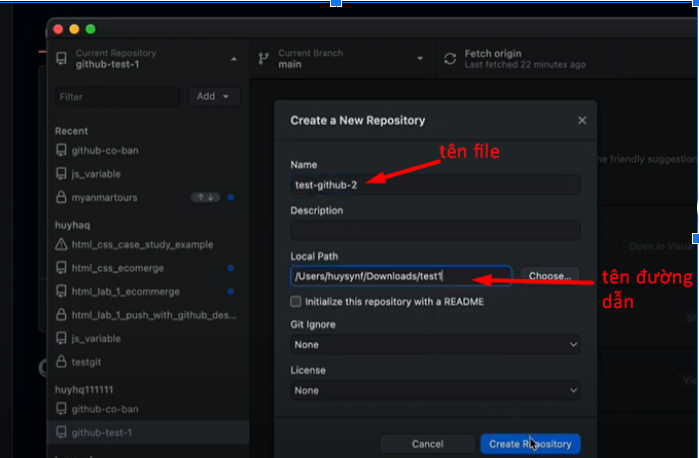 Current Repository
github-test-1
Current Branch
main
Fetch origin
Last fetched 22 minutes ago
Filter
Add
Recent
github-co-ban
js_variable
myanmartours
huyhaq
html_css_case_study_example
html_css_ecomerge
html_lab_1_ecommerge
html_lab_1_push_with_github_des...
js_variable
testgit
huyhq111111
github-co-ban
github-test-1
Create a New Repository
Name
tên file
test-github-2
Description
Local Path
/Users/huysynf/Downloads/test1
Choose...
tên đường
dẫn
Initialize this repository with a README
Git Ignore
None
License
None
Cancel
Create Repository
ne friendly suggestion
Open in Visua